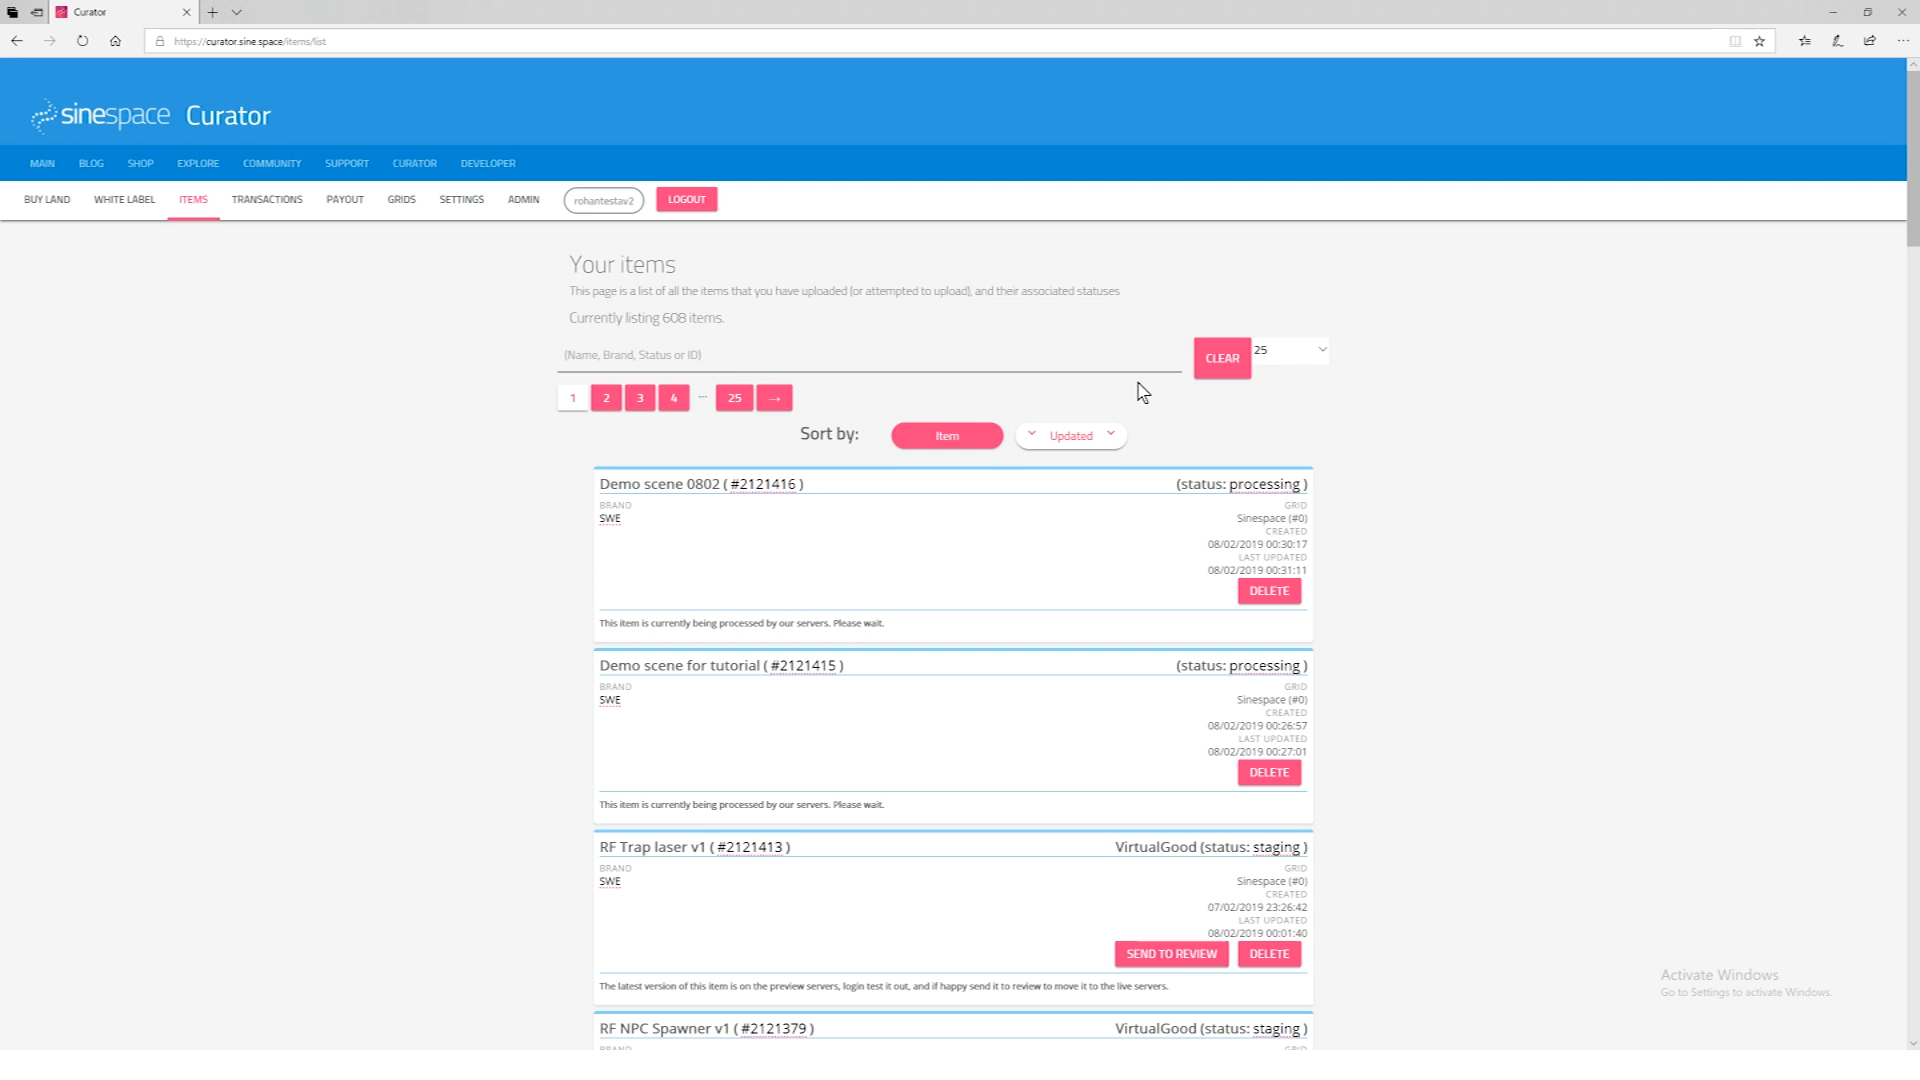 Curator
https://curator.sine.space/items/list
sinespace Curator
MAIN BLOG SHOP EXPLORE COMMUNITY SUPPORT CURATOR DEVELOPER
BUY LAND WHITE LABEL ITEMS TRANSACTIONS PAYOUT GRIDS SETTINGS ADMIN rohantestav2 LOGOUT
Your items
This page is a list of all the items that you have uploaded (or attempted to upload), and their associated statuses
Currently listing 608 items.
(Name, Brand, Status or ID) CLEAR 25
1 2 3 4 ... 25 →
Sort by: Item Updated
Demo scene 0802 ( #2121416 ) (status: processing )
BRAND GRID
SWE Sinespace (#0)
CREATED
08/02/2019 00:30:17
LAST UPDATED
08/02/2019 00:31:11
DELETE
This item is currently being processed by our servers. Please wait.
Demo scene for tutorial ( #2121415 ) (status: processing )
BRAND GRID
SWE Sinespace (#0)
CREATED
08/02/2019 00:26:57
LAST UPDATED
08/02/2019 00:27:01
DELETE
This item is currently being processed by our servers. Please wait.
RF Trap laser v1 ( #2121413 ) VirtualGood (status: staging )
BRAND GRID
SWE Sinespace (#0)
CREATED
07/02/2019 23:26:42
LAST UPDATED
08/02/2019 00:01:40
SEND TO REVIEW DELETE
The latest version of this item is on the preview servers, login test it out, and if happy send it to review to move it to the live servers.
RF NPC Spawner v1 ( #2121379 ) VirtualGood (status: staging )
BRAND GRID
Activate Windows
Go to Settings to activate Windows.